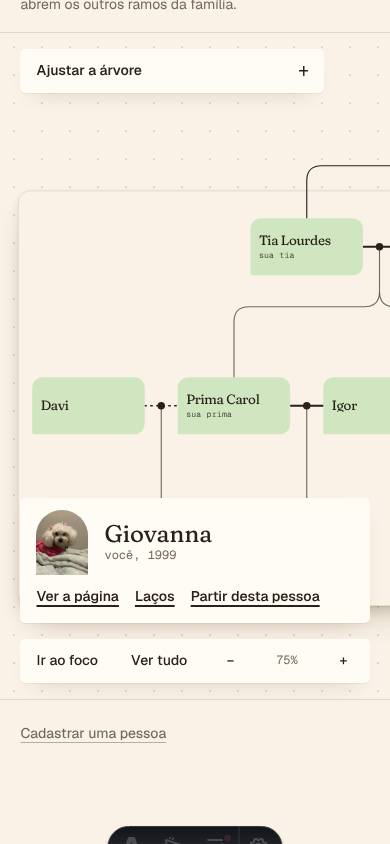 abrem os outros ramos da família.
Ajustar a árvore +
Tia Lourdes
sua tia
Davi
Prima Carol
sua prima
Igor
Giovanna
você, 1999
Ver a página Laços Partir desta pessoa
Ir ao foco Ver tudo − 75% +
Cadastrar uma pessoa